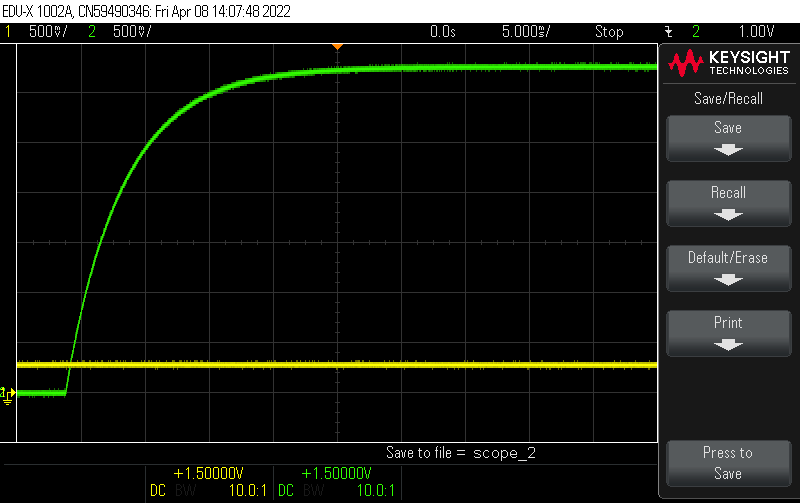 EDU-X 1002A, CN59490346: Fri Apr 08 14:07:48 2022
1 500mV/ 2 500mV/ 0.0s 5.000ms/ Stop 2 1.00V
KEYSIGHT
TECHNOLOGIES
Save/Recall
Save
Recall
Default/Erase
Print
2
Save to file = scope_2
Press to
Save
+1.50000V +1.50000V
DC BW 10.0:1 DC BW 10.0:1